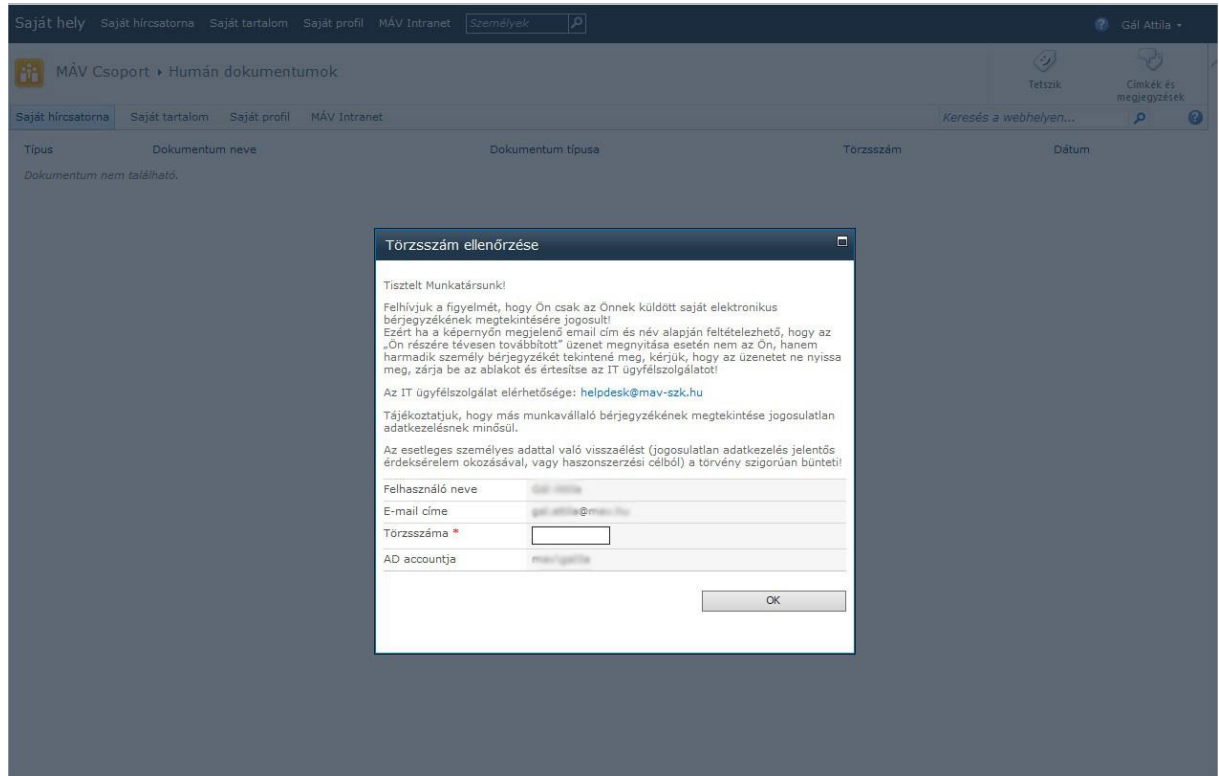 Saját hely Saját hírcsatorna Saját tartalom Saját profil MÁV Intranet Személyek Gál Attila
MÁV Csoport Humán dokumentumok
Tetszik
Címkék és
megjegyzések
Saját hírcsatorna Saját tartalom Saját profil MÁV Intranet Keresés a webhelyen...
Típus Dokumentum neve Dokumentum típusa Törzsszám Dátum
Dokumentum nem található.
Törzsszám ellenőrzése
Tisztelt Munkatársunk!
Felhívjuk a figyelmét, hogy Ön csak az Önnek küldött saját elektronikus
bérjegyzékének megtekintésére jogosult!
Ezért ha a képernyőn megjelenő email cím és név alapján feltételezhető, hogy az
„Ön részére tévesen továbbított” üzenet megnyitása esetén nem az Ön, hanem
harmadik személy bérjegyzékét tekintené meg, kérjük, hogy az üzenetet ne nyissa
meg, zárja be az ablakot és értesítse az IT ügyfélszolgálatot!
Az IT ügyfélszolgálat elérhetősége: helpdesk@mav-szk.hu
Tájékoztatjuk, hogy más munkavállaló bérjegyzékének megtekintése jogosulatlan
adatkezelésnek minősül.
Az esetleges személyes adattal való visszaélést (jogosulatlan adatkezelés jelentős
érdeksérelem okozásával, vagy haszonszerzési célból) a törvény szigorúan bünteti!
Felhasználó neve
E-mail címe
Törzsszáma *
AD accountja
OK